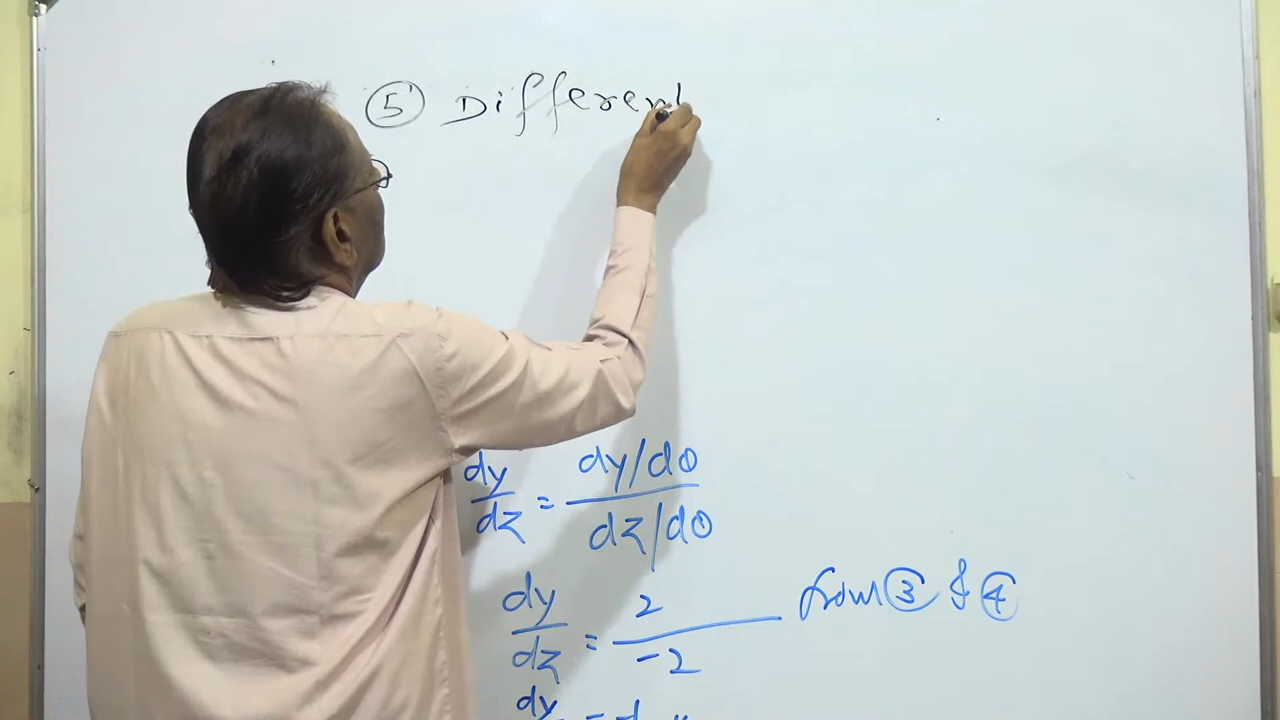 ⑤ Different
dy/dz = (dy/dθ)/(dz/dθ)
dy/dz = 2/-2 from ③ & ④
dy =